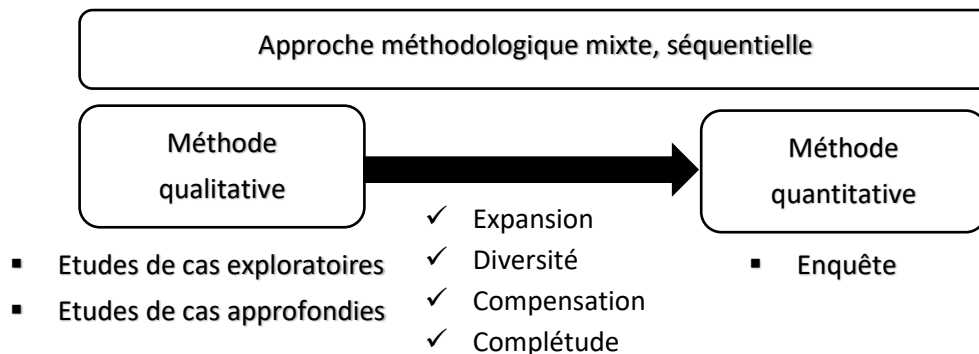 Approche méthodologique mixte, séquentielle
Méthode
qualitative
Méthode
quantitative
▪ Etudes de cas exploratoires
▪ Etudes de cas approfondies
✓ Expansion
✓ Diversité
✓ Compensation
✓ Complétude
▪ Enquête